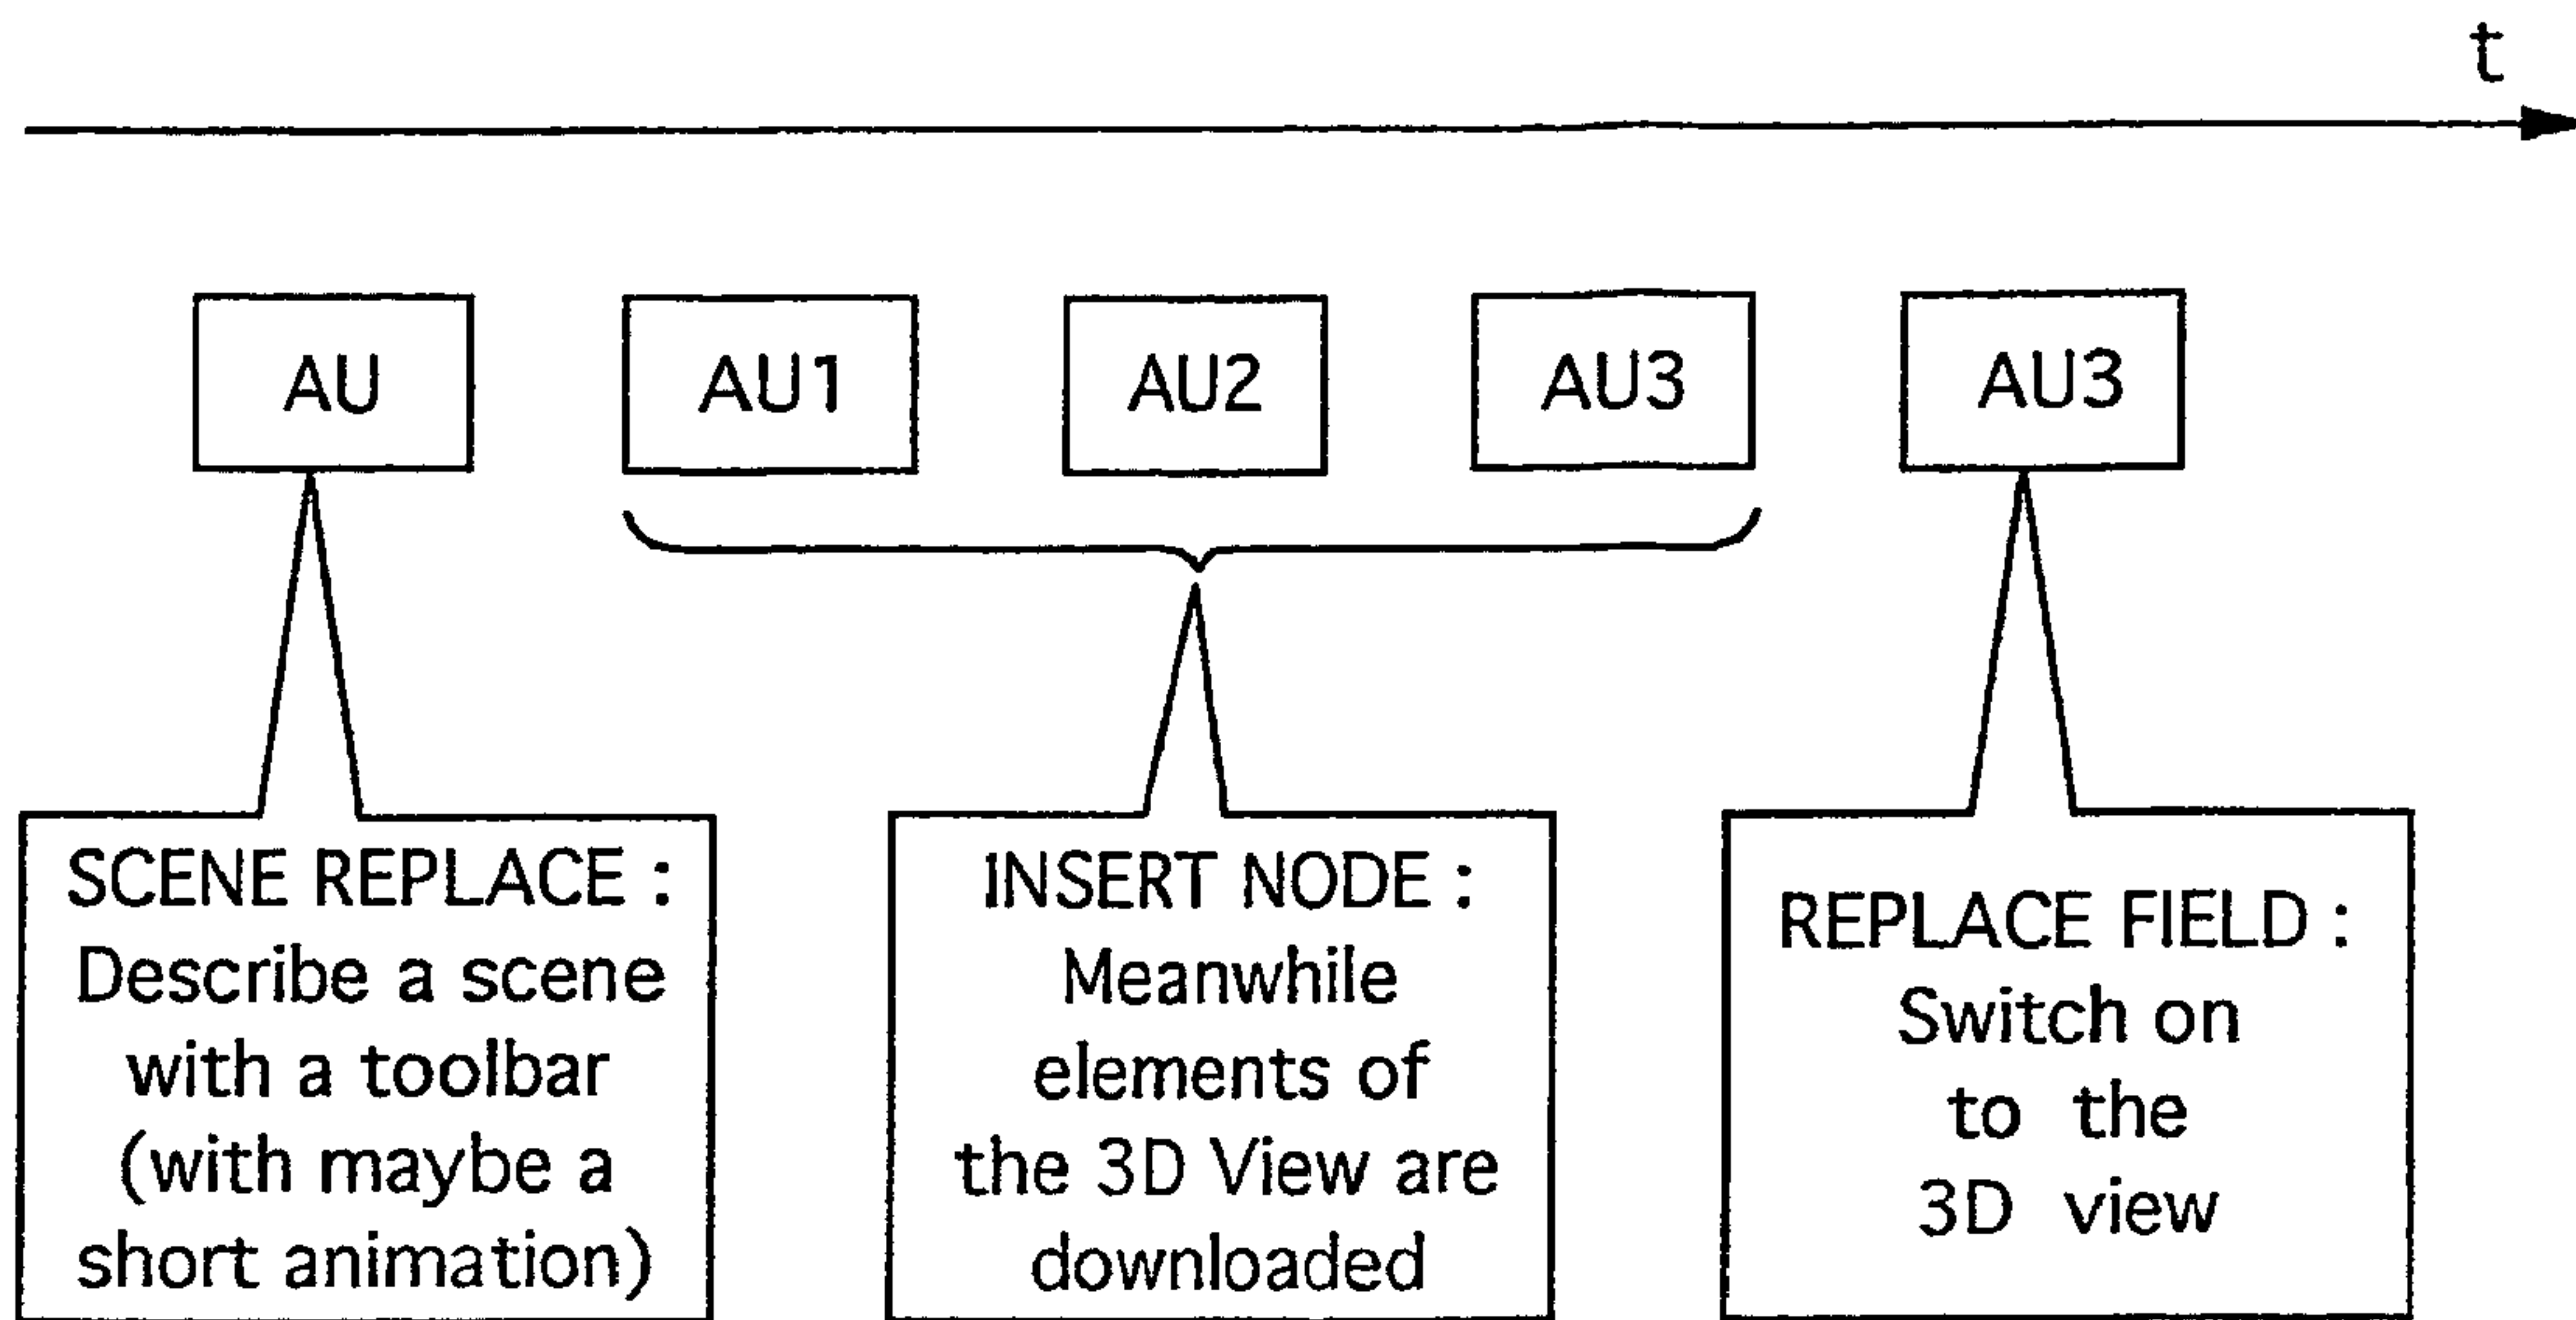 t
AU
AU1
AU2
AU3
AU3
SCENE REPLACE :
Describe a scene
with a toolbar
(with maybe a
short animation)
INSERT NODE :
Meanwhile
elements of
the 3D View are
downloaded
REPLACE FIELD :
Switch on
to the
3D view